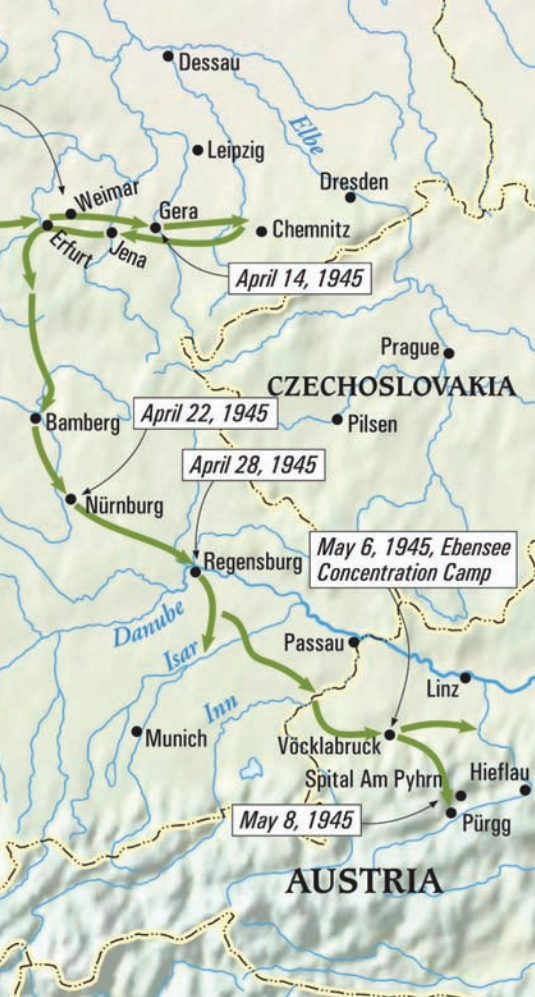 Dessau
Elbe
Leipzig
Dresden
Weimar
Gera
Chemnitz
Erfurt
Jena
April 14, 1945
Prague
CZECHOSLOVAKIA
Bamberg
April 22, 1945
Pilsen
April 28, 1945
Nürnburg
May 6, 1945, Ebensee
Concentration Camp
Regensburg
Danube
Isar
Passau
Linz
Inn
Munich
Vöcklabruck
Spital Am Pyhrn
Hieflau
May 8, 1945
Pürgg
AUSTRIA